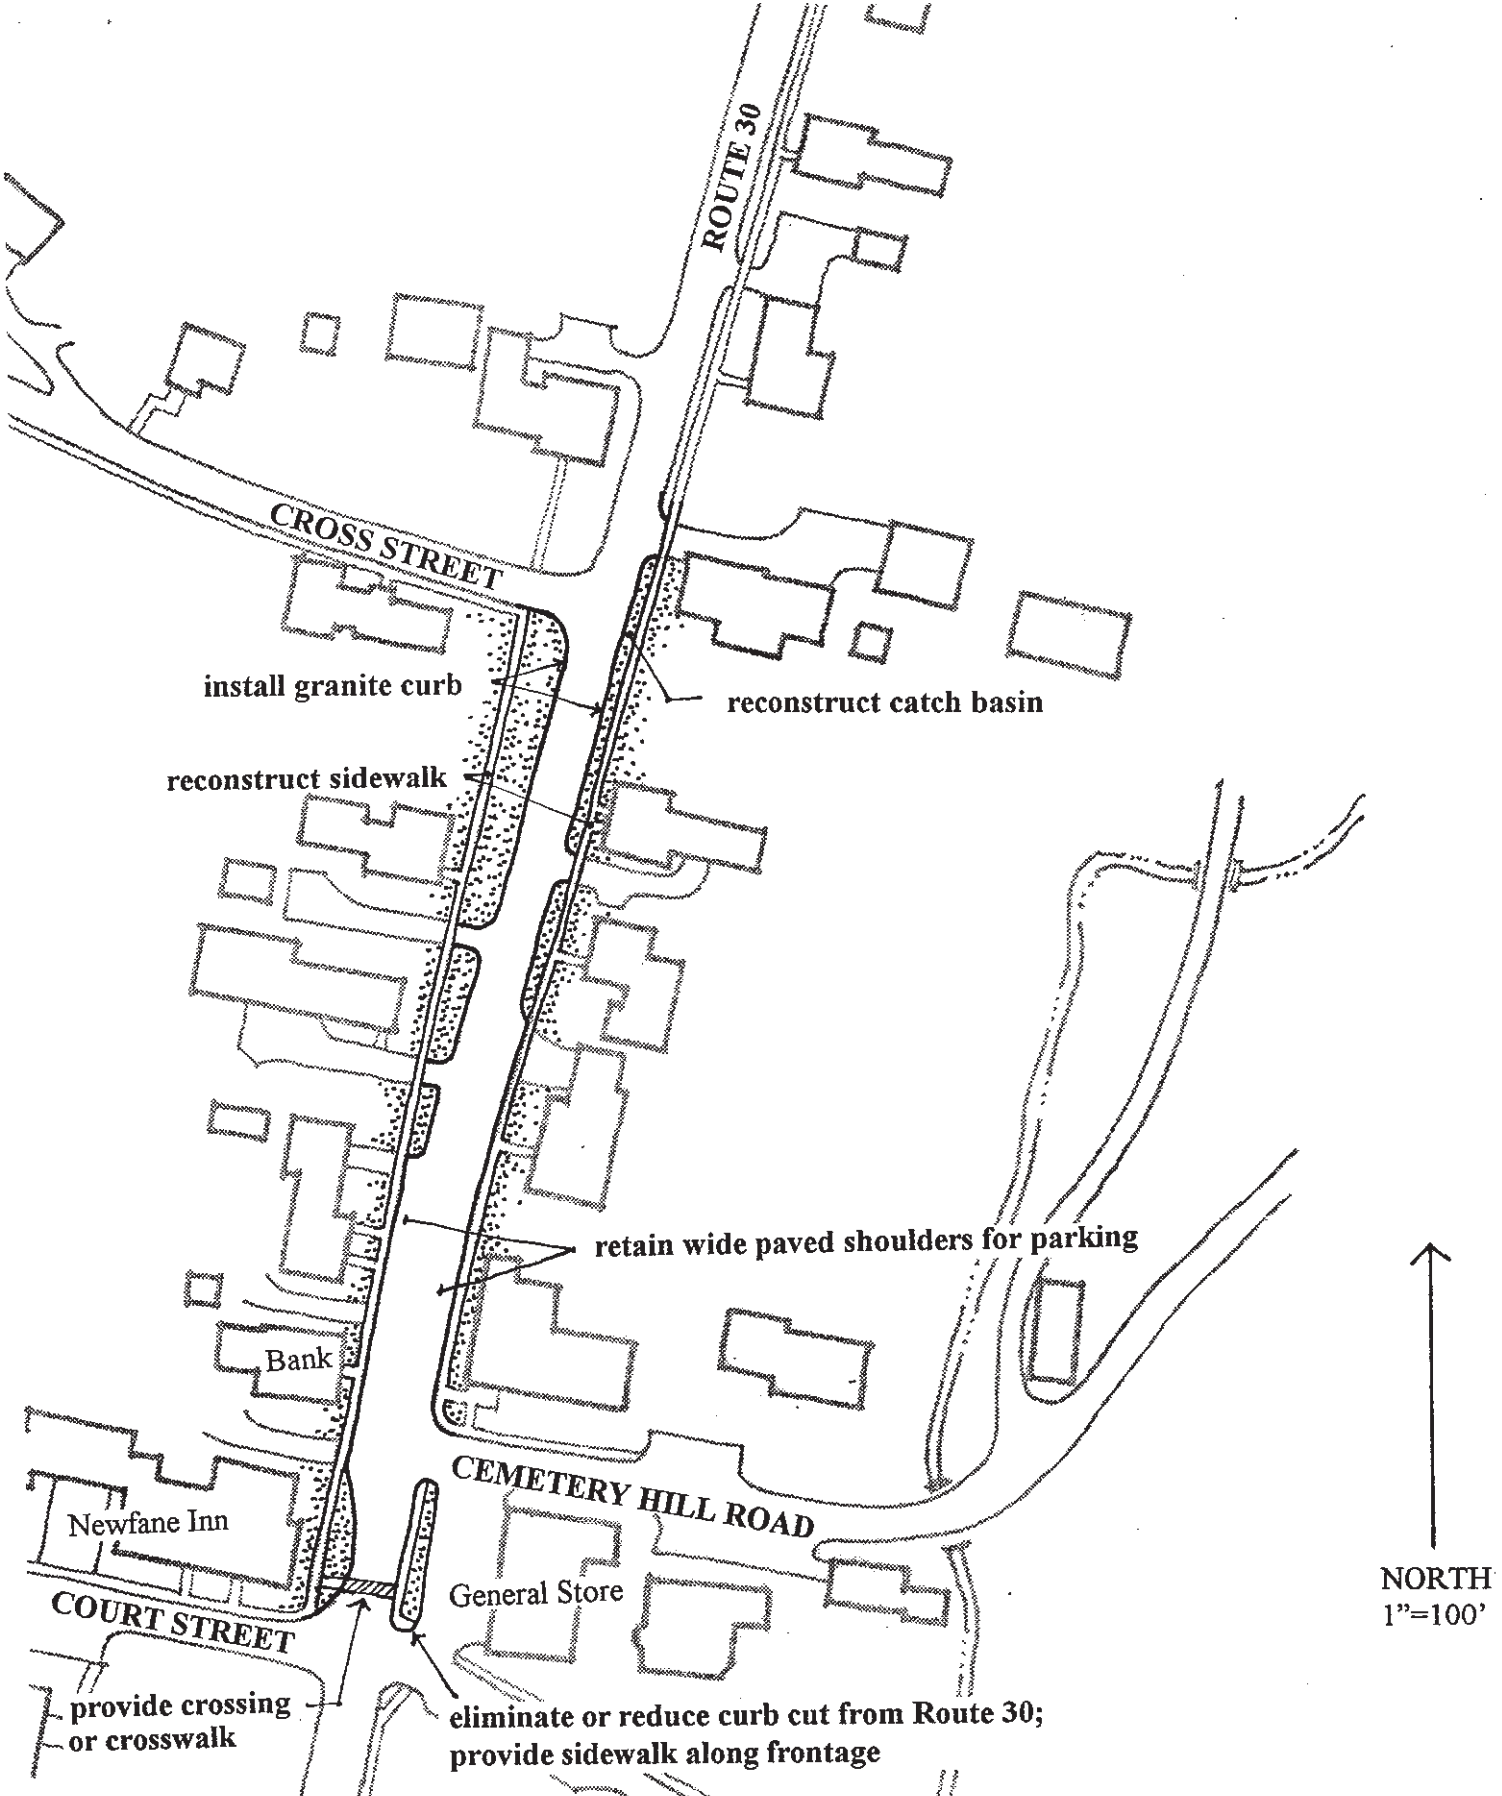 ROUTE 30
CROSS STREET
install granite curb
reconstruct catch basin
reconstruct sidewalk
retain wide paved shoulders for parking
Bank
CEMETERY HILL ROAD
Newfane Inn
General Store
NORTH
1”=100’
COURT STREET
provide crossing
or crosswalk
eliminate or reduce curb cut from Route 30;
provide sidewalk along frontage